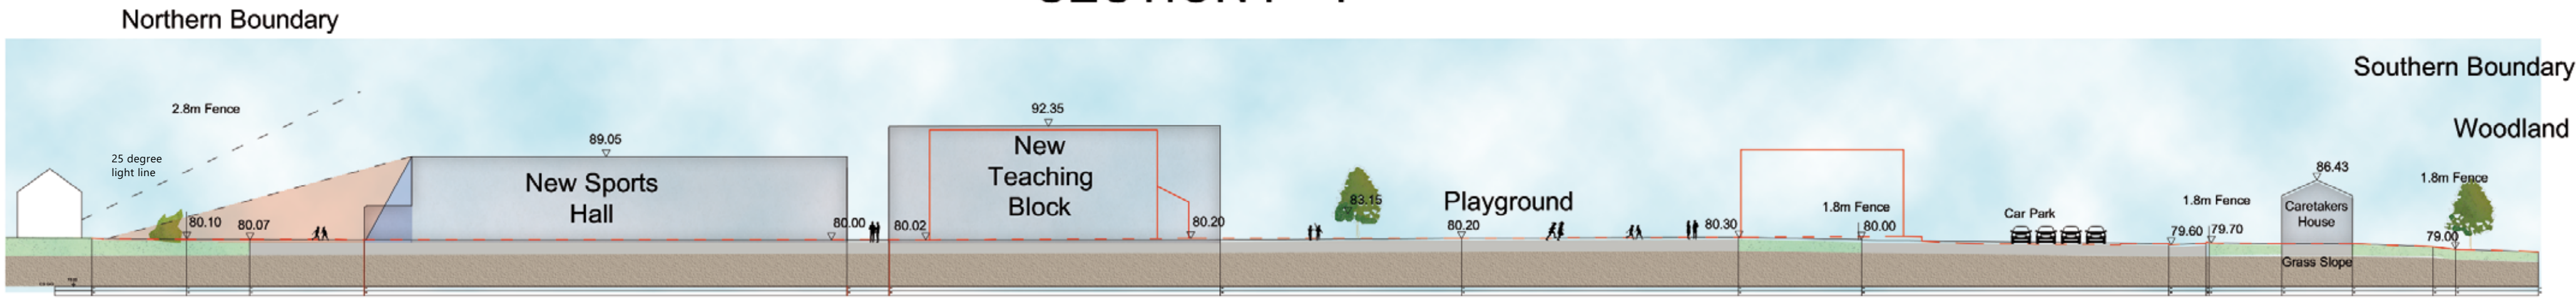 Northern Boundary
Southern Boundary
2.8m Fence
92.35
Woodland
89.05
New
Teaching
Block
25 degree
light line
86.43
1.8m Fence
New Sports
Hall
83.15
Playground
1.8m Fence
1.8m Fence
Caretakers
House
Car Park
80.10
80.07
80.00
80.02
80.20
80.20
80.30
80.00
79.60
79.70
79.00
Grass Slope